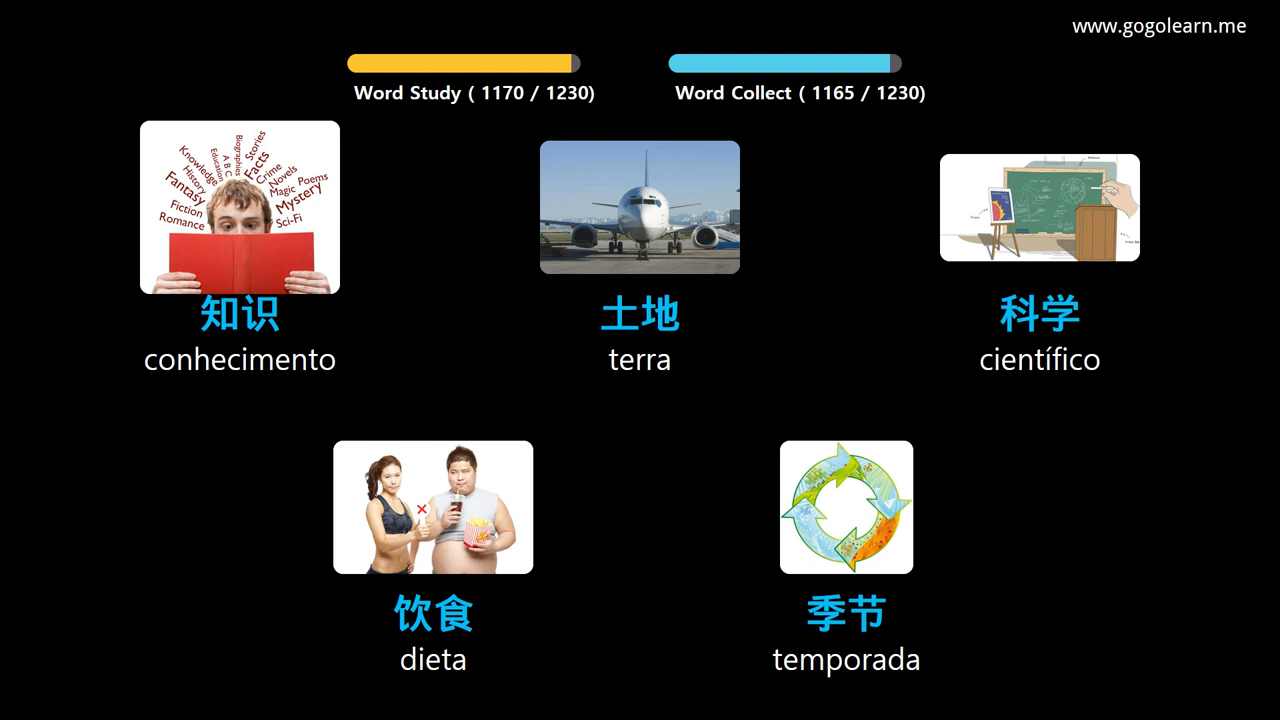 www.gogolearn.me
Word Study ( 1170 / 1230)
Word Collect ( 1165 / 1230)
Biographies
Stories
A B C
Facts
Education
Crime
Knowledge
Novels
History
Magic
Poems
Fantasy
Mystery
Fiction
Sci-Fi
Romance
知识
土地
科学
conhecimento
terra
científico
饮食
季节
dieta
temporada